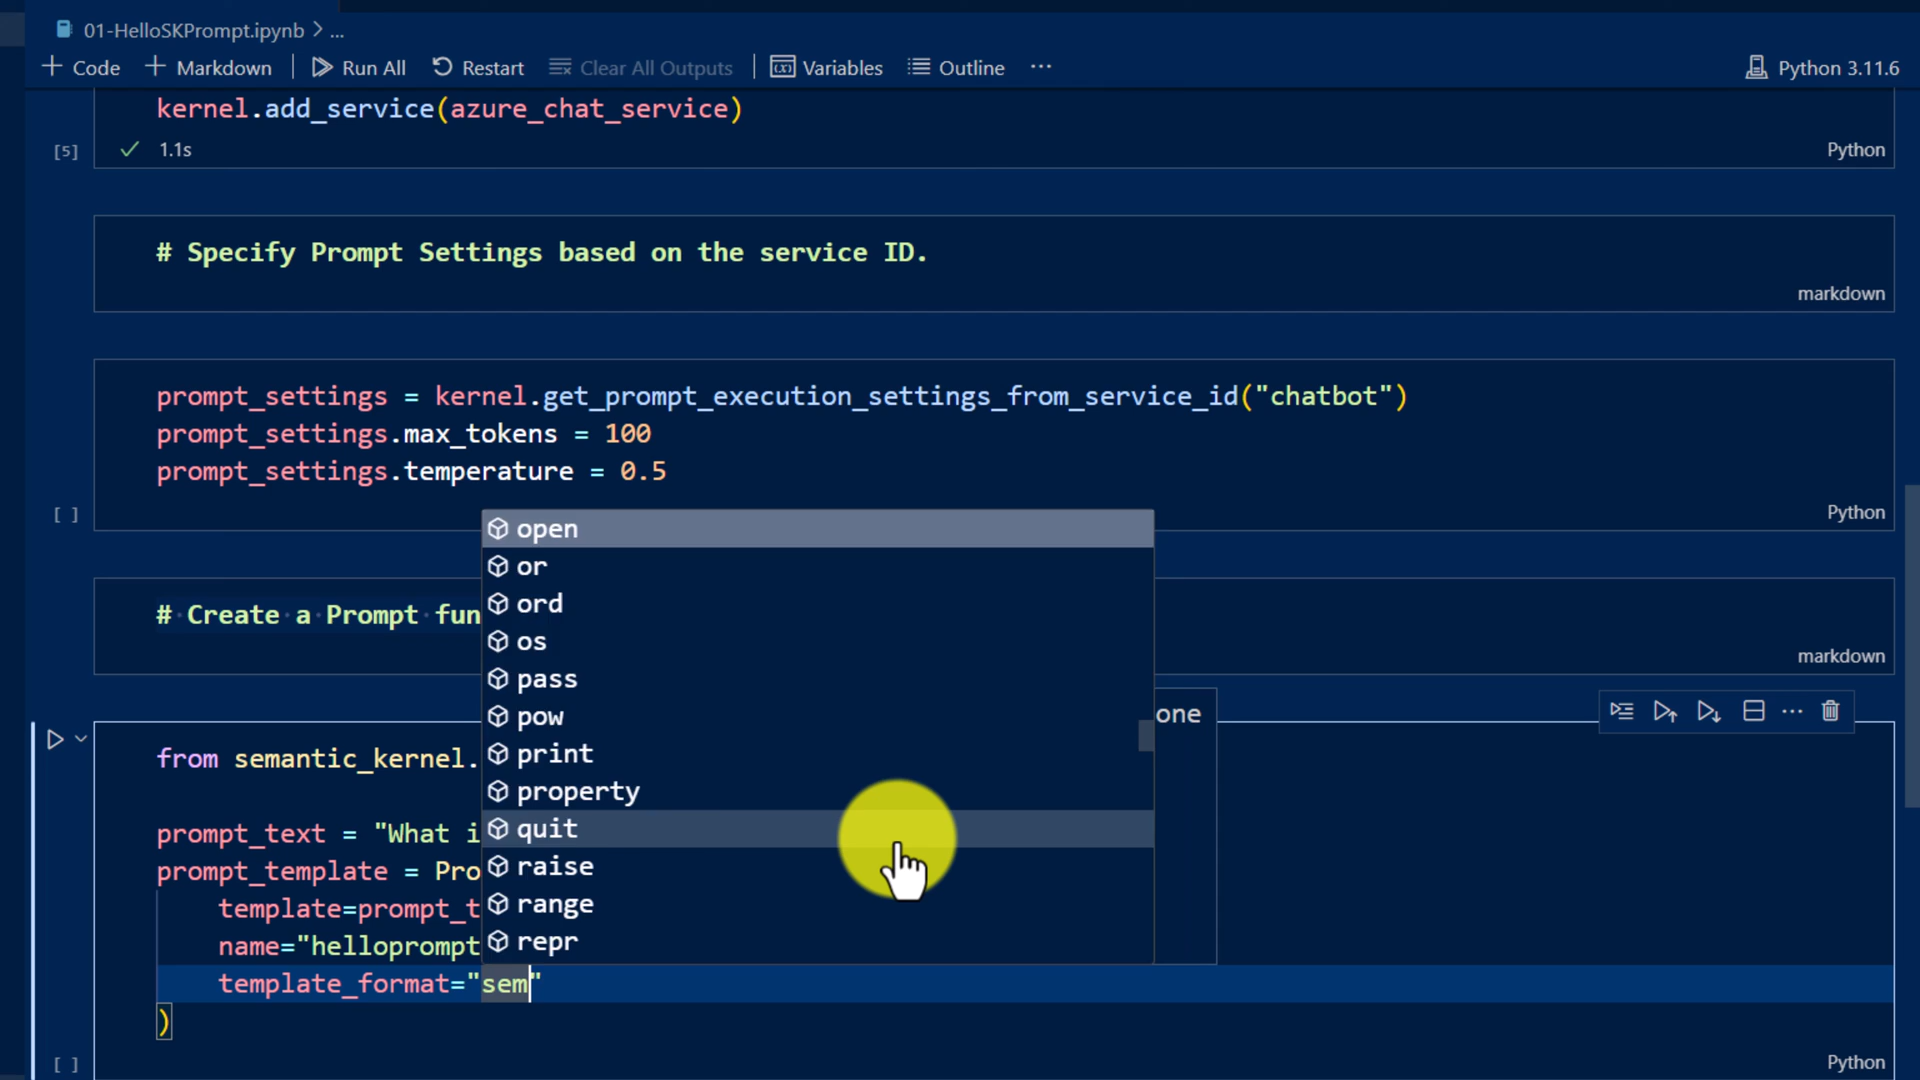 01-HelloSKPrompt.ipynb > ...
+ Code + Markdown Run All Restart Clear All Outputs Variables Outline ... Python 3.11.6
kernel.add_service(azure_chat_service)
[5] ✓ 1.1s Python
# Specify Prompt Settings based on the service ID.
markdown
prompt_settings = kernel.get_prompt_execution_settings_from_service_id("chatbot")
prompt_settings.max_tokens = 100
prompt_settings.temperature = 0.5
[ ] Python
open
or
ord
os
pass
pow
print
property
quit
raise
range
repr
# Create a Prompt fun
markdown
one
from semantic_kernel.
prompt_text = "What i
prompt_template = Pro
template=prompt_t
name="helloprompt
template_format="sem"
)
[ ] Python